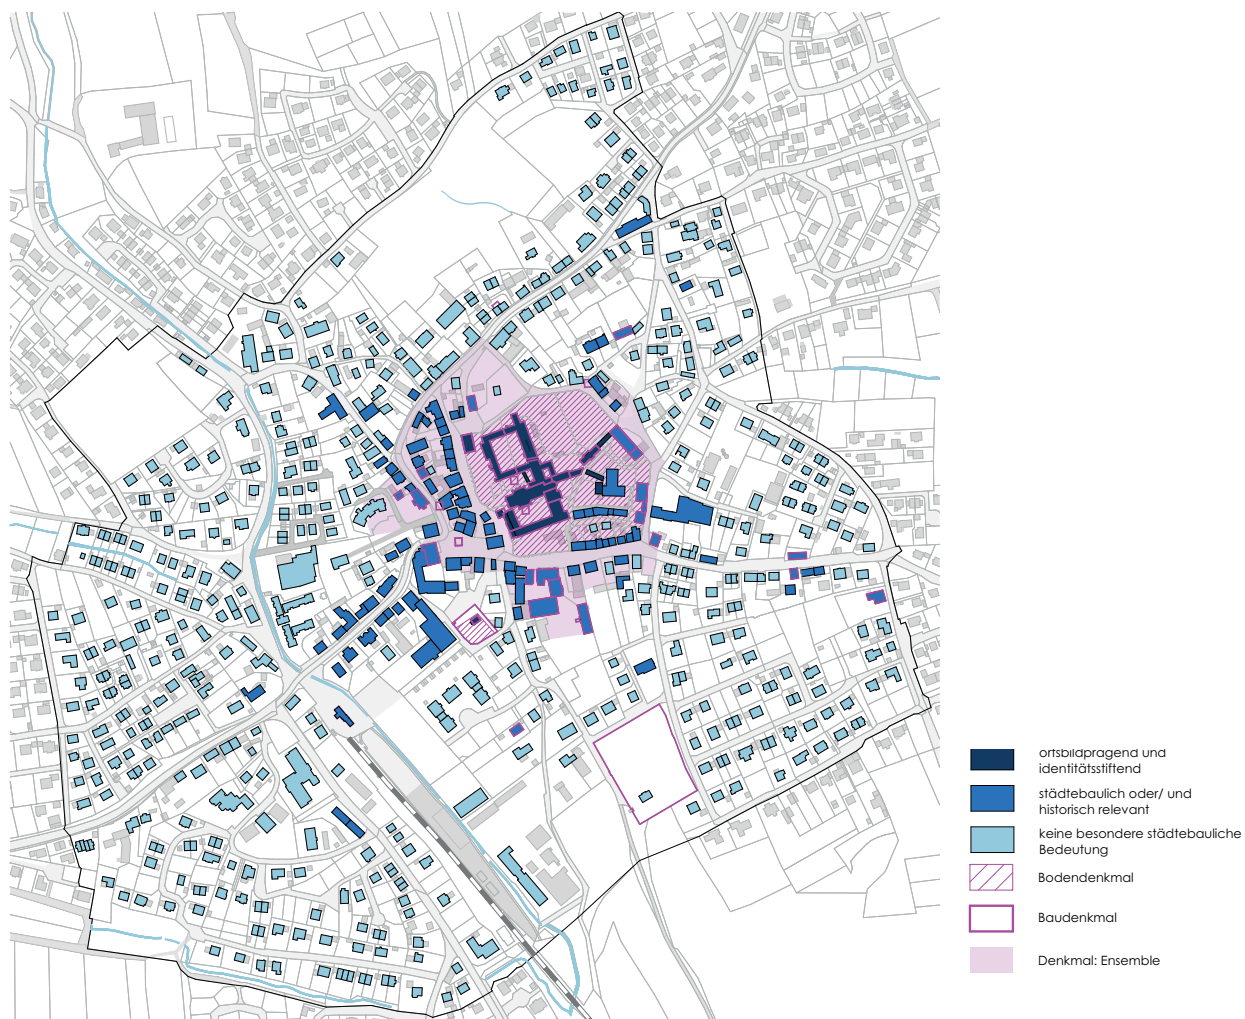 ortsbildprägend und
identitätsstiftend
städtebaulich oder/ und
historisch relevant
keine besondere städtebauliche
Bedeutung
Bodendenkmal
Baudenkmal
Denkmal: Ensemble